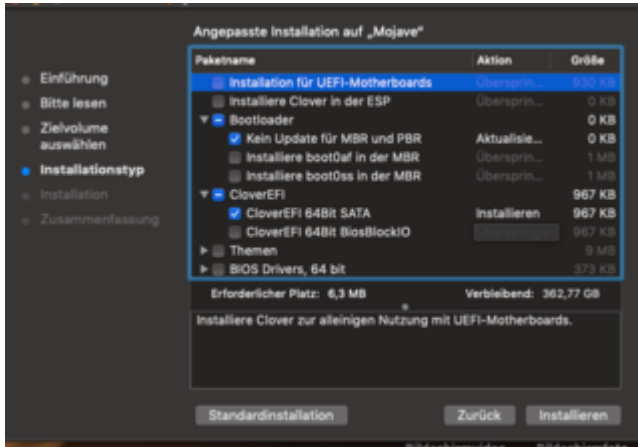 Angepasste Installation auf „Mojave“
Einführung
Bitte lesen
Zielvolume
auswählen
Installationstyp
Installation
Zusammenfassung
Paketname Aktion Größe
Installation für UEFI-Motherboards Übersprin... 930 KB
Installiere Clover in der ESP Übersprin... 0 KB
Bootloader 0 KB
Kein Update für MBR und PBR Aktualisie... 0 KB
Installiere boot0af in der MBR Übersprin... 1 MB
Installiere boot0ss in der MBR Übersprin... 1 MB
CloverEFI 967 KB
CloverEFI 64Bit SATA Installieren 967 KB
CloverEFI 64Bit BiosBlockIO Überspringen 967 KB
Themen 9 MB
BIOS Drivers, 64 bit 373 KB
Erforderlicher Platz: 6,3 MB Verbleibend: 362,77 GB
Installiere Clover zur alleinigen Nutzung mit UEFI-Motherboards.
Standardinstallation Zurück Installieren